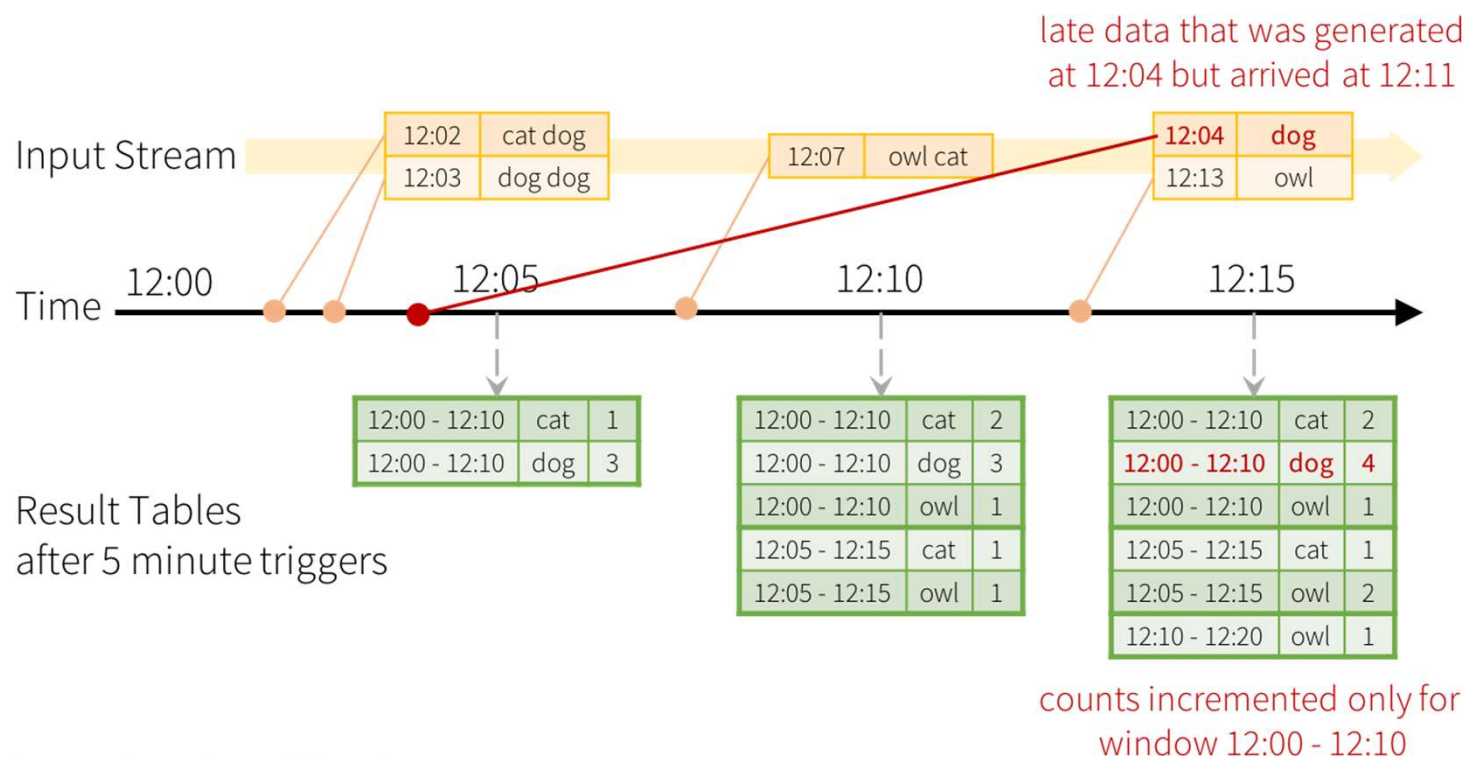 late data that was generated
at 12:04 but arrived at 12:11
Input Stream
12:02 cat dog
12:03 dog dog
12:07 owl cat
12:04 dog
12:13 owl
Time
12:00
12:05
12:10
12:15
Result Tables
after 5 minute triggers
12:00 - 12:10 cat 1
12:00 - 12:10 dog 3
12:00 - 12:10 cat 2
12:00 - 12:10 dog 3
12:00 - 12:10 owl 1
12:05 - 12:15 cat 1
12:05 - 12:15 owl 1
12:00 - 12:10 cat 2
12:00 - 12:10 dog 4
12:00 - 12:10 owl 1
12:05 - 12:15 cat 1
12:05 - 12:15 owl 2
12:10 - 12:20 owl 1
counts incremented only for
window 12:00 - 12:10